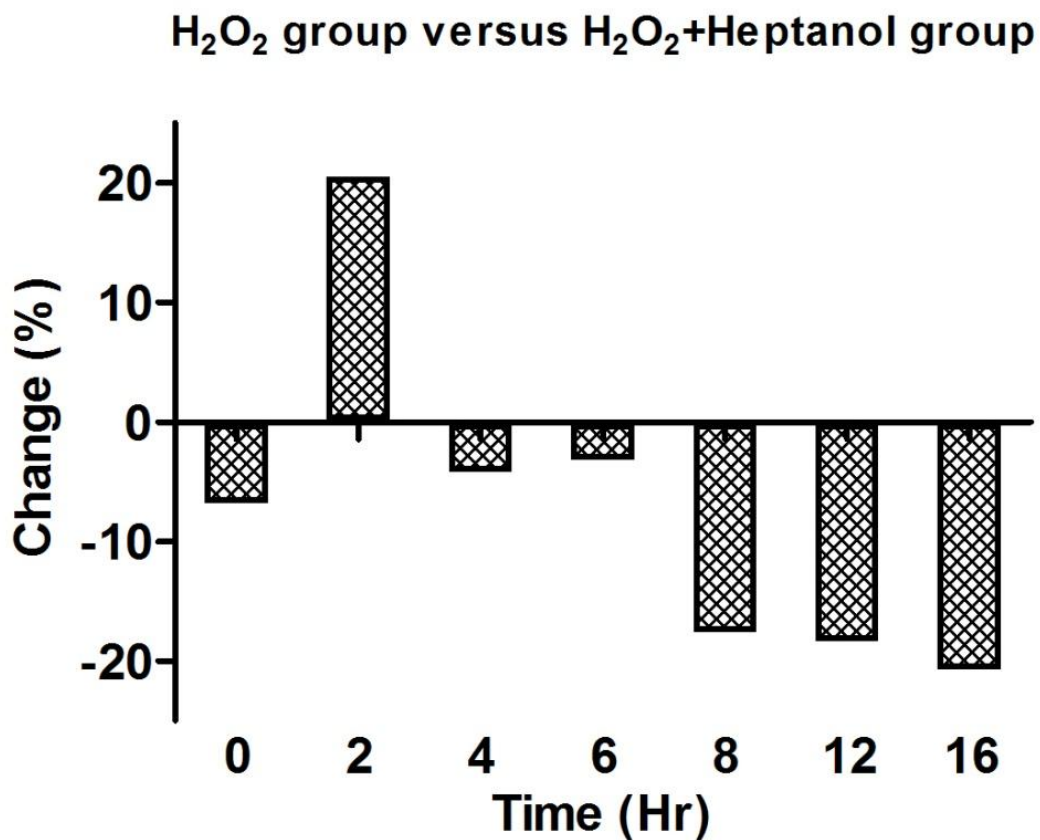 H₂O₂ group versus H₂O₂+Heptanol group
20
10
0
-10
-20
Change (%)
0 2 4 6 8 12 16
Time (Hr)